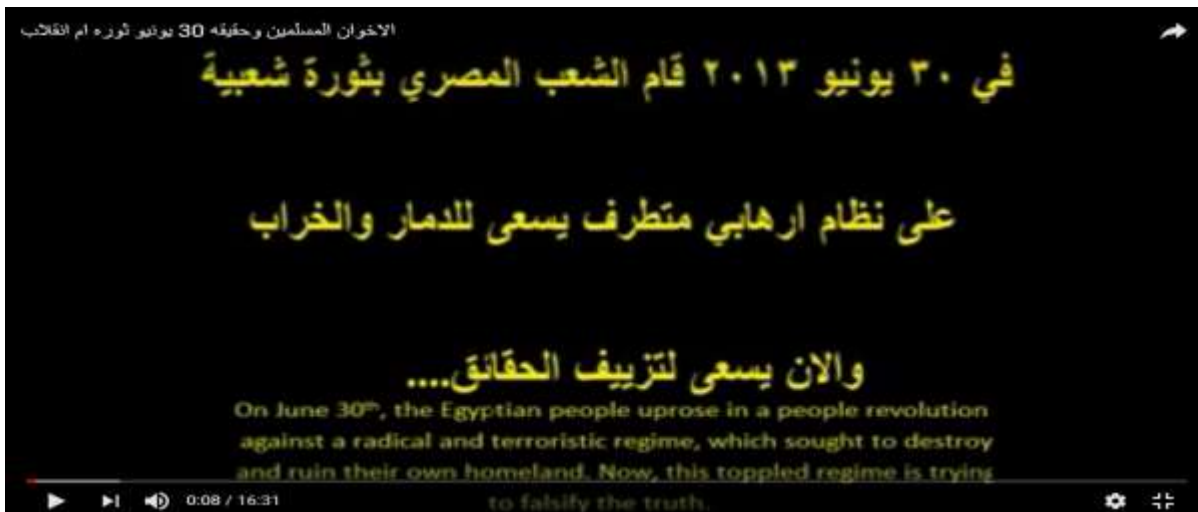 الاخوان المسلمين وحقيقه 30 يونيو ثوره ام انقلاب
في ٣٠ يونيو ٢٠١٣ قام الشعب المصري بثورة شعبية
على نظام ارهابي متطرف يسعى للدمار والخراب
والان يسعى لتزييف الحقائق....
On June 30th, the Egyptian people uprose in a people revolution
against a radical and terroristic regime, which sought to destroy
and ruin their own homeland. Now, this toppled regime is trying
to falsify the truth.
0:08 / 16:31